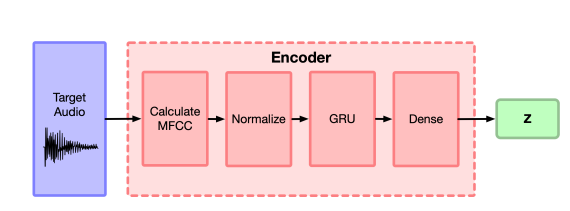 Encoder
Target
Audio
Calculate
MFCC
Normalize
GRU
Dense
z